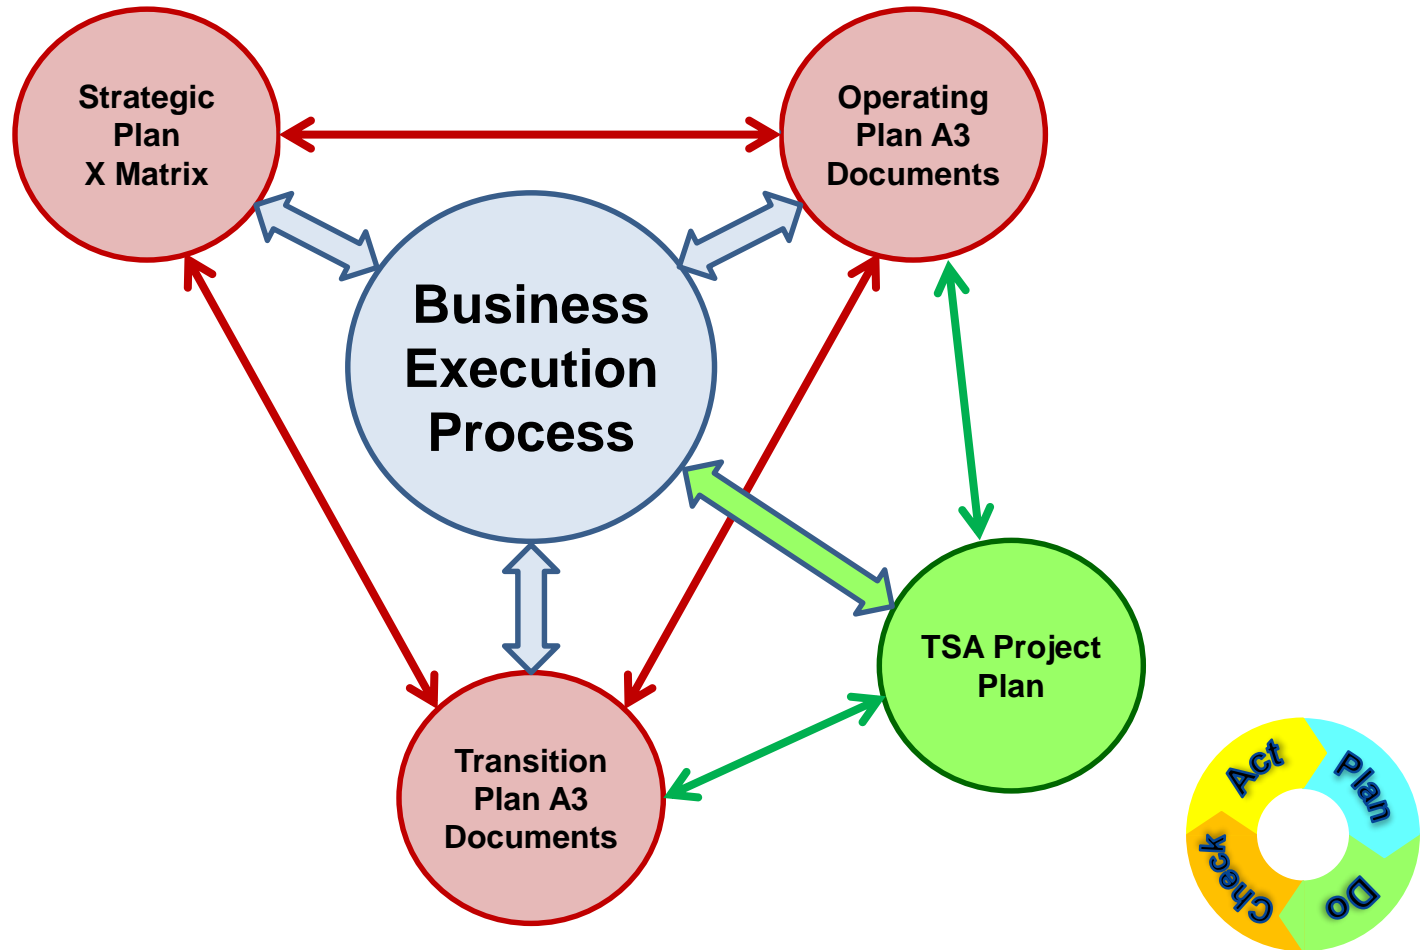 Strategic
Plan
X Matrix
Operating
Plan A3
Documents
Business
Execution
Process
TSA Project
Plan
Transition
Plan A3
Documents
Act
Plan
Check
Do